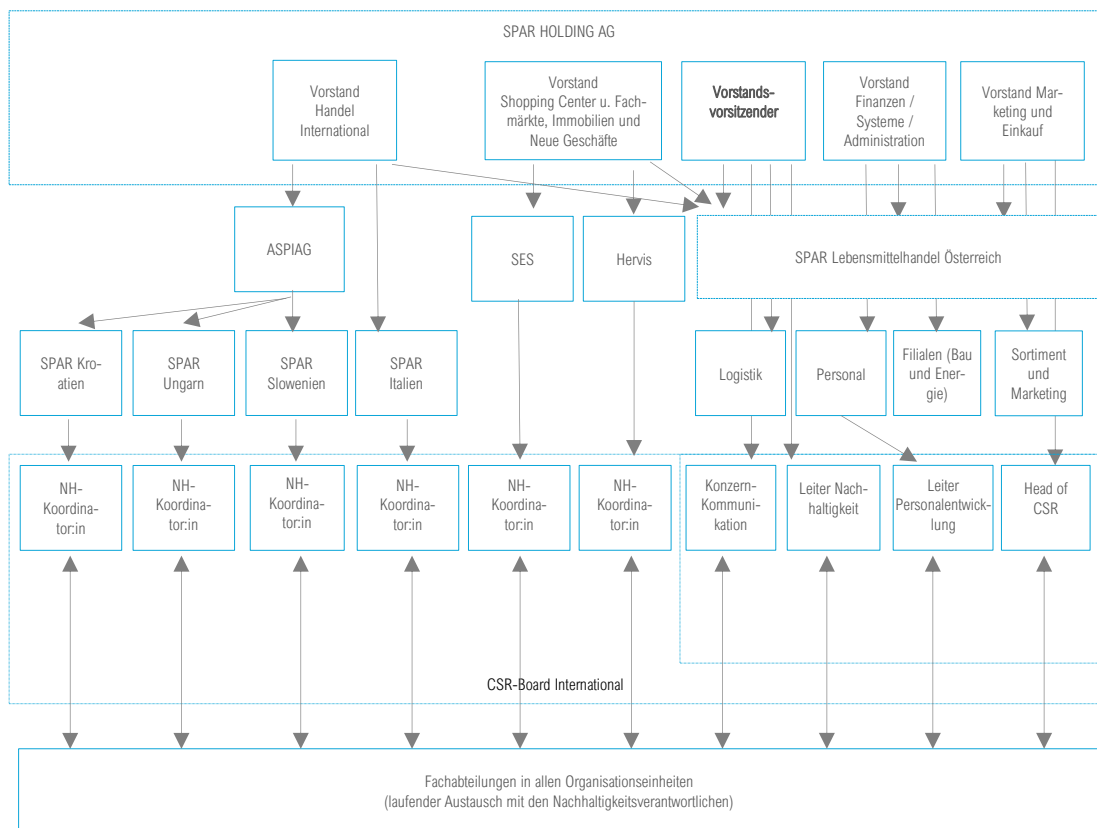 SPAR HOLDING AG
Vorstand
Handel
International
Vorstand
Shopping Center u. Fach-
märkte, Immobilien und
Neue Geschäfte
Vorstands-
vorsitzender
Vorstand
Finanzen /
Systeme /
Administration
Vorstand Mar-
keting und
Einkauf
ASPIAG
SES
Hervis
SPAR Lebensmittelhandel Österreich
SPAR Kro-
atien
SPAR
Ungarn
SPAR
Slowenien
SPAR
Italien
Logistik
Personal
Filialen (Bau
und Ener-
gie)
Sortiment
und
Marketing
NH-
Koordina-
tor:in
NH-
Koordina-
tor:in
NH-
Koordina-
tor:in
NH-
Koordina-
tor:in
NH-
Koordina-
tor:in
NH-
Koordina-
tor:in
Konzern-
Kommuni-
kation
Leiter Nach-
haltigkeit
Leiter
Personalentwick-
lung
Head of
CSR
CSR-Board International
Fachabteilungen in allen Organisationseinheiten
(laufender Austausch mit den Nachhaltigkeitsverantwortlichen)